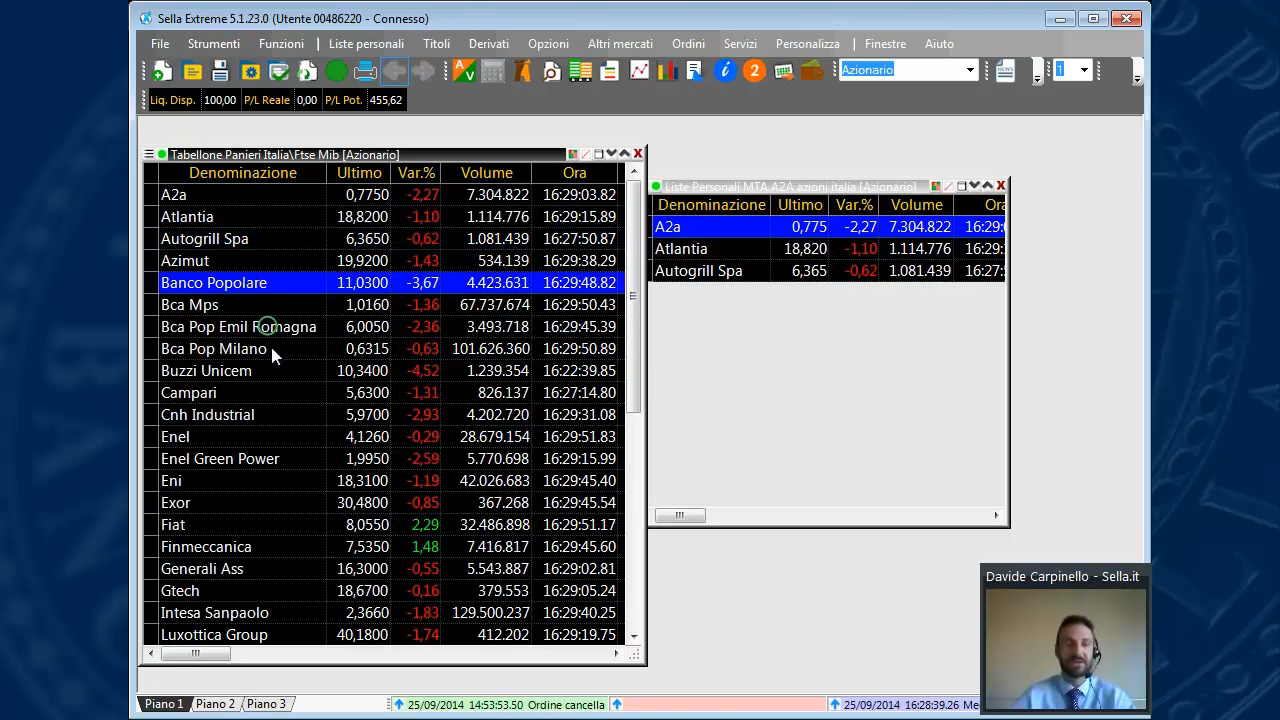 Sella Extreme 5.1.23.0 (Utente 00486220 - Connesso)
File Strumenti Funzioni Liste personali Titoli Derivati Opzioni Altri mercati Ordini Servizi Personalizza Finestre Aiuto
Azionario 1
Liq. Disp. 100,00 P/L Reale 0,00 P/L Pot. 455,62
Tabellone Panieri Italia\Ftse Mib [Azionario]
Denominazione Ultimo Var.% Volume Ora
A2a 0,7750 -2,27 7.304.822 16:29:03.82
Atlantia 18,8200 -1,10 1.114.776 16:29:15.89
Autogrill Spa 6,3650 -0,62 1.081.439 16:27:50.87
Azimut 19,9200 -1,43 534.139 16:29:38.29
Banco Popolare 11,0300 -3,67 4.423.631 16:29:48.82
Bca Mps 1,0160 -1,36 67.737.674 16:29:50.43
Bca Pop Emil Romagna 6,0050 -2,36 3.493.718 16:29:45.39
Bca Pop Milano 0,6315 -0,63 101.626.360 16:29:50.89
Buzzi Unicem 10,3400 -4,52 1.239.354 16:22:39.85
Campari 5,6300 -1,31 826.137 16:27:14.80
Cnh Industrial 5,9700 -2,93 4.202.720 16:29:31.08
Enel 4,1260 -0,29 28.679.154 16:29:51.83
Enel Green Power 1,9950 -2,59 5.770.698 16:29:15.99
Eni 18,3100 -1,19 42.026.683 16:29:45.40
Exor 30,4800 -0,85 367.268 16:29:45.54
Fiat 8,0550 2,29 32.486.898 16:29:51.17
Finmeccanica 7,5350 1,48 7.416.817 16:29:45.60
Generali Ass 16,3000 -0,55 5.543.887 16:29:02.81
Gtech 18,6700 -0,16 379.553 16:29:05.24
Intesa Sanpaolo 2,3660 -1,83 129.500.237 16:29:40.25
Luxottica Group 40,1800 -1,74 412.202 16:29:19.75
Liste Personali MTA.A2A azioni italia [Azionario]
Denominazione Ultimo Var.% Volume Ora
A2a 0,775 -2,27 7.304.822 16:29:0
Atlantia 18,820 -1,10 1.114.776 16:29:
Autogrill Spa 6,365 -0,62 1.081.439 16:27:5
Davide Carpinello - Sella.it
Piano 1 Piano 2 Piano 3
25/09/2014 14:53:53.50 Ordine cancella
25/09/2014 16:28:39.26 Me